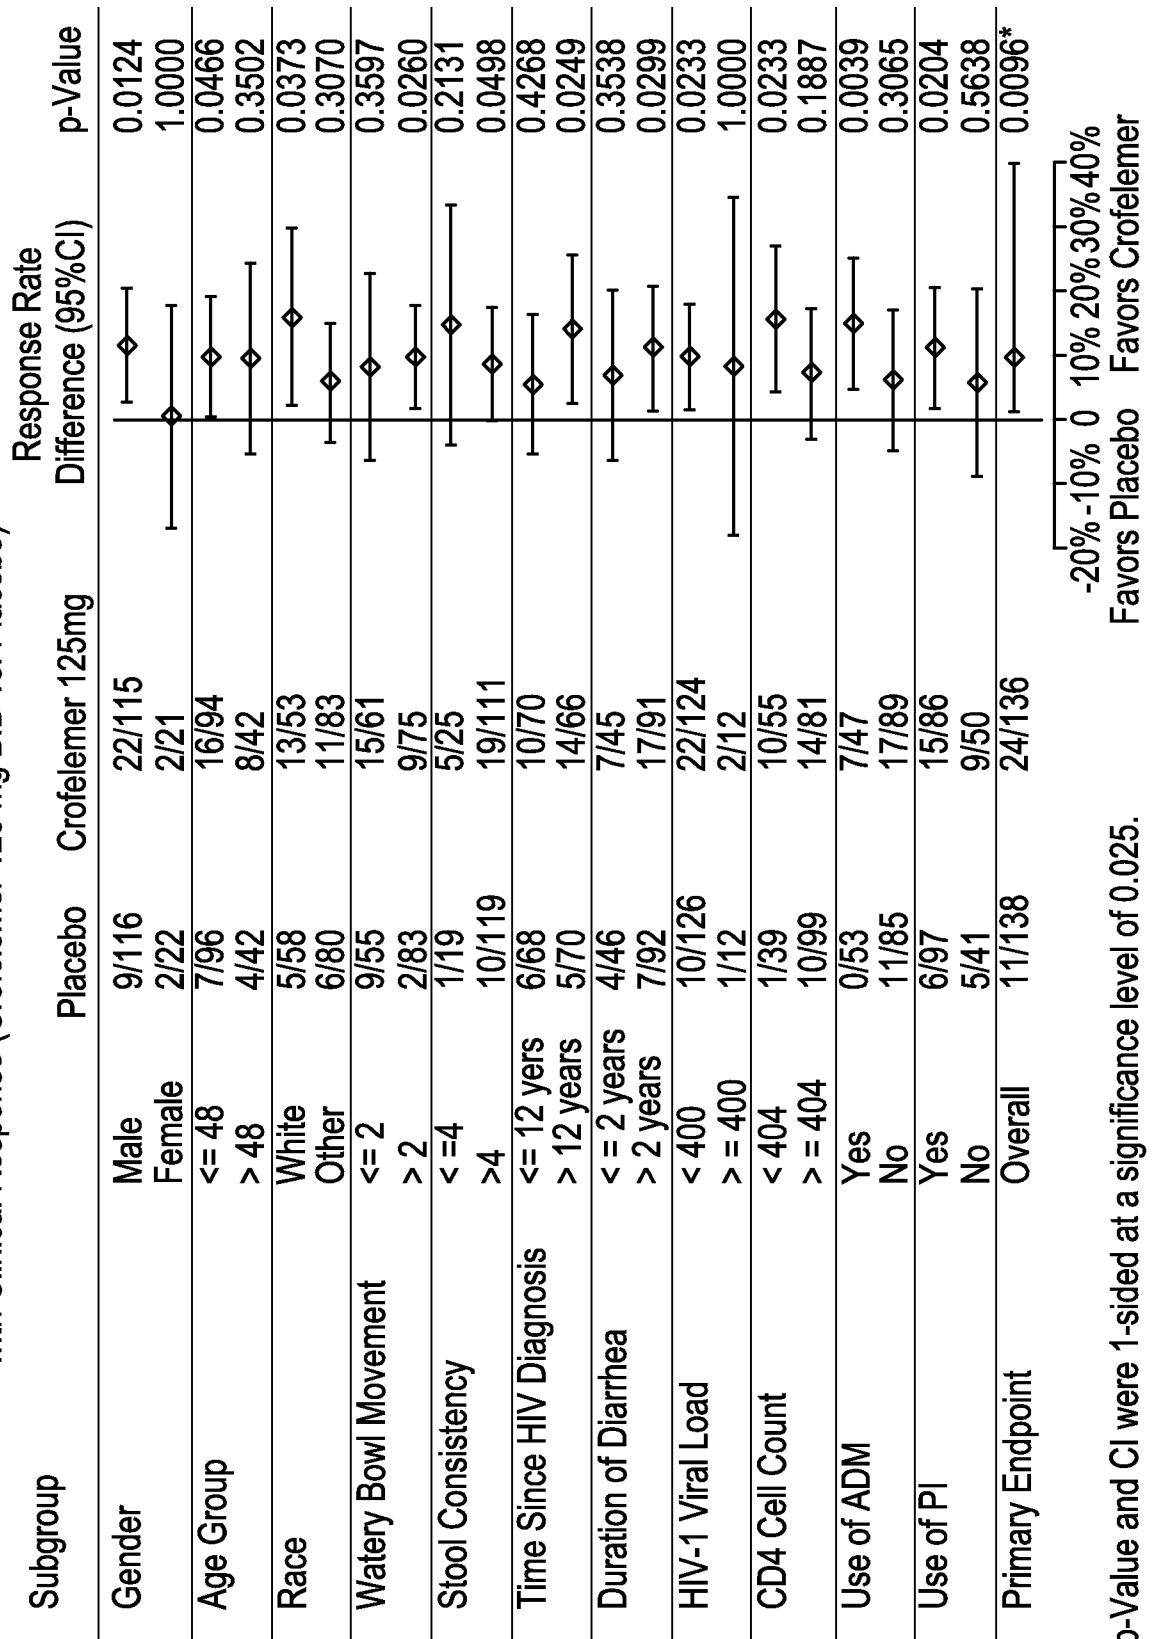 Response Rate
Subgroup Placebo Crofelemer 125mg Difference (95%CI) p-Value
Gender Male 9/116 22/115 0.0124
Female 2/22 2/21 1.0000
Age Group <= 48 7/96 16/94 0.0466
> 48 4/42 8/42 0.3502
Race White 5/58 13/53 0.0373
Other 6/80 11/83 0.3070
Watery Bowl Movement <= 2 9/55 15/61 0.3597
> 2 2/83 9/75 0.0260
Stool Consistency < =4 1/19 5/25 0.2131
>4 10/119 19/111 0.0498
Time Since HIV Diagnosis <= 12 yers 6/68 10/70 0.4268
> 12 years 5/70 14/66 0.0249
Duration of Diarrhea < = 2 years 4/46 7/45 0.3538
> 2 years 7/92 17/91 0.0299
HIV-1 Viral Load < 400 10/126 22/124 0.0233
> = 400 1/12 2/12 1.0000
CD4 Cell Count < 404 1/39 10/55 0.0233
> = 404 10/99 14/81 0.1887
Use of ADM Yes 0/53 7/47 0.0039
No 11/85 17/89 0.3065
Use of PI Yes 6/97 15/86 0.0204
No 5/41 9/50 0.5638
Primary Endpoint Overall 11/138 24/136 0.0096*
-20% -10% 0 10% 20% 30% 40%
Favors Placebo Favors Crofelemer
p-Value and CI were 1-sided at a significance level of 0.025.